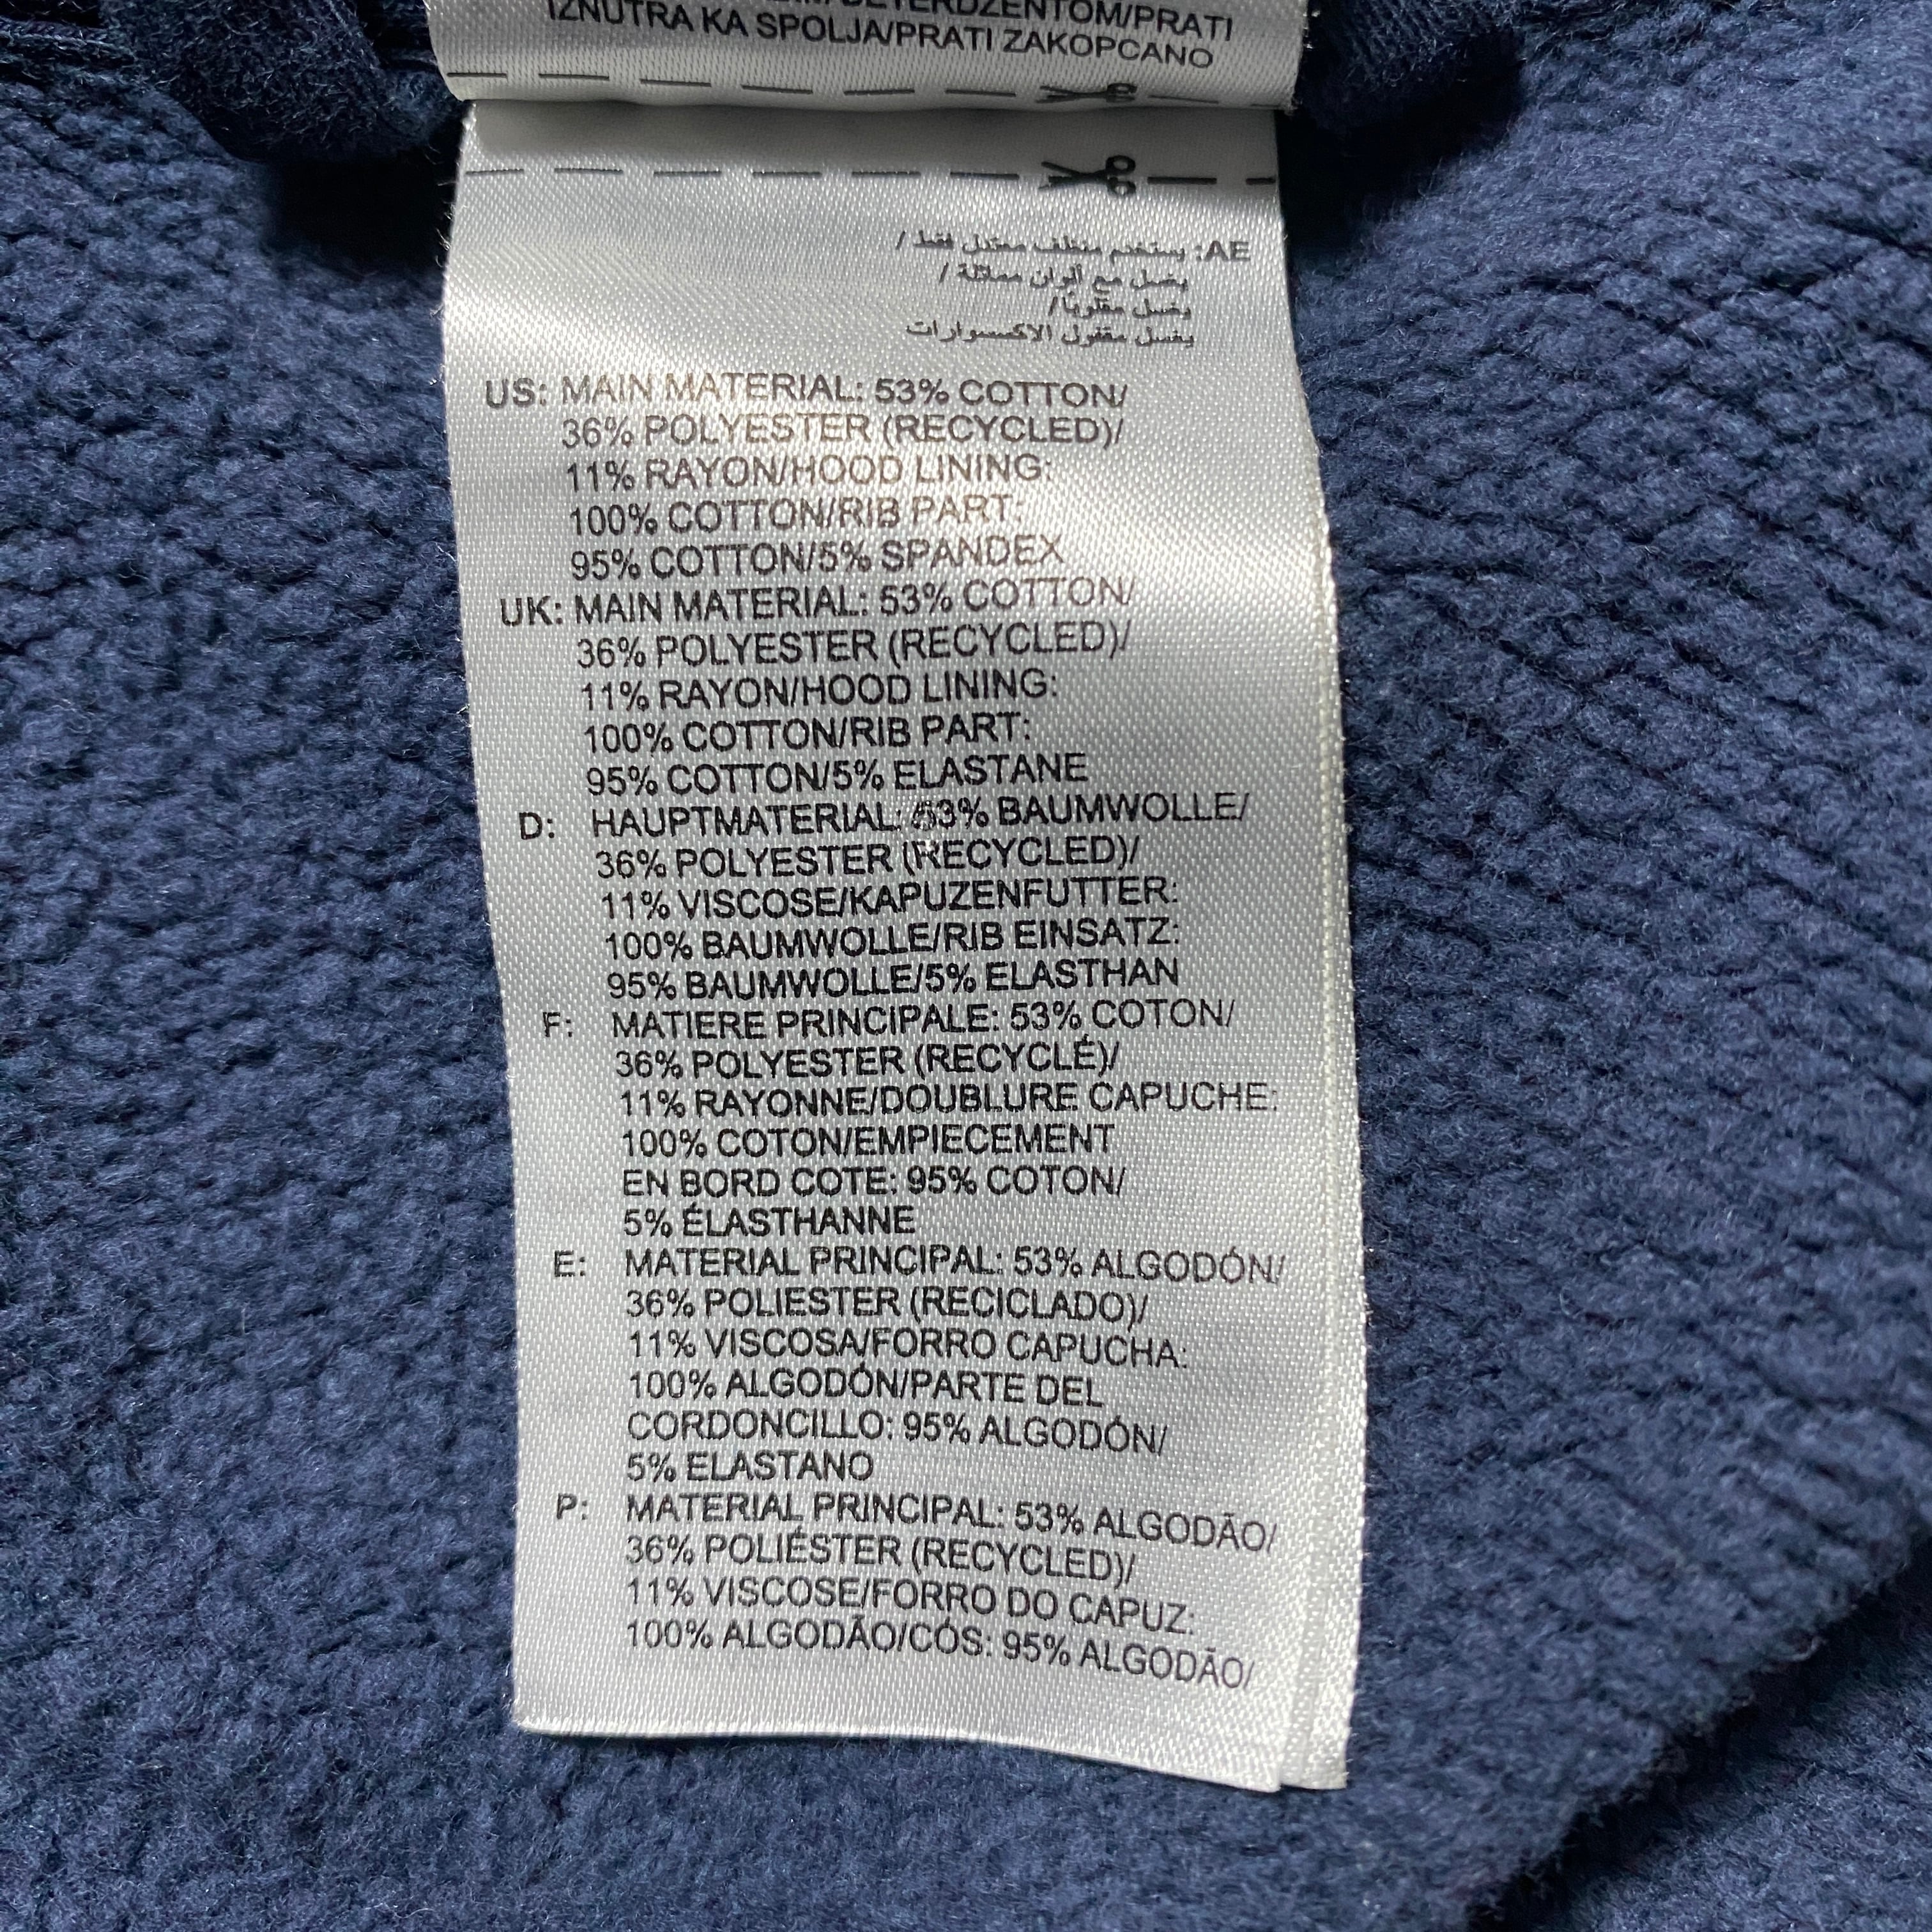 DETERDZENTOM/PRATI
IZNUTRA KA SPOLJA/PRATI ZAKOPCANO
AE: يستخدم منظف معتدل فقط /
يغسل مع ألوان مماثلة /
يغسل مقلوبًا/
يغسل مقفول الاكسسوارات
US: MAIN MATERIAL: 53% COTTON/
36% POLYESTER (RECYCLED)/
11% RAYON/HOOD LINING:
100% COTTON/RIB PART:
95% COTTON/5% SPANDEX
UK: MAIN MATERIAL: 53% COTTON/
36% POLYESTER (RECYCLED)/
11% RAYON/HOOD LINING:
100% COTTON/RIB PART:
95% COTTON/5% ELASTANE
D: HAUPTMATERIAL: 53% BAUMWOLLE/
36% POLYESTER (RECYCLED)/
11% VISCOSE/KAPUZENFUTTER:
100% BAUMWOLLE/RIB EINSATZ:
95% BAUMWOLLE/5% ELASTHAN
F: MATIERE PRINCIPALE: 53% COTON/
36% POLYESTER (RECYCLÉ)/
11% RAYONNE/DOUBLURE CAPUCHE:
100% COTON/EMPIECEMENT
EN BORD COTE: 95% COTON/
5% ÉLASTHANNE
E: MATERIAL PRINCIPAL: 53% ALGODÓN/
36% POLIESTER (RECICLADO)/
11% VISCOSA/FORRO CAPUCHA:
100% ALGODÓN/PARTE DEL
CORDONCILLO: 95% ALGODÓN/
5% ELASTANO
P: MATERIAL PRINCIPAL: 53% ALGODÃO/
36% POLIÉSTER (RECYCLED)/
11% VISCOSE/FORRO DO CAPUZ:
100% ALGODÃO/CÓS: 95% ALGODÃO/